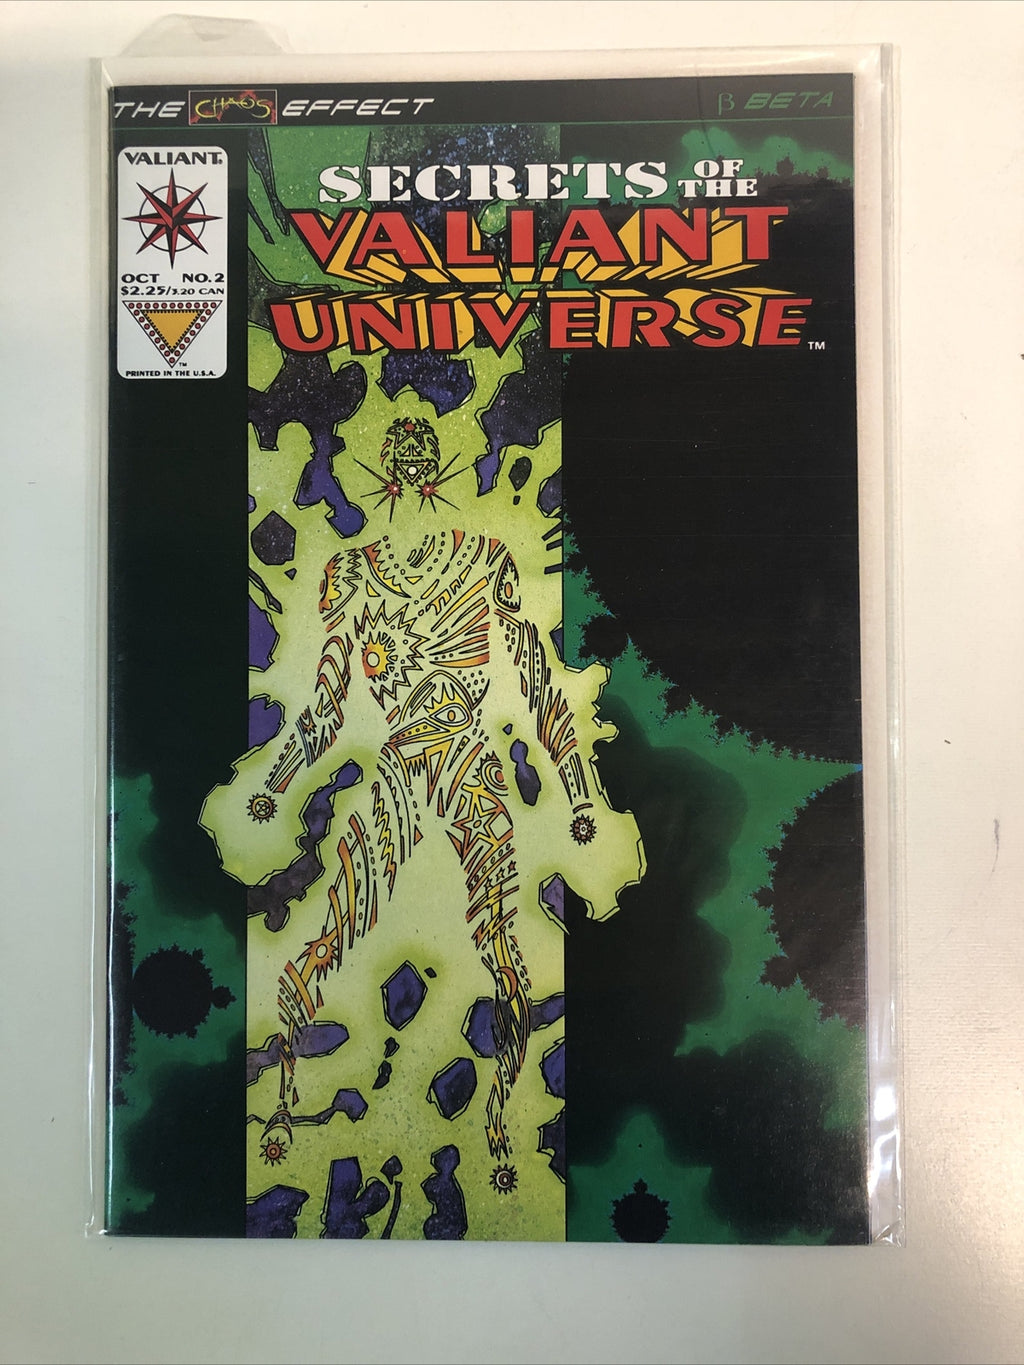 THE CHAOS EFFECT
β BETA
VALIANT.
OCT NO. 2
$2.25/3.20 CAN
TM
PRINTED IN THE U.S.A.
SECRETS OF THE
VALIANT
UNIVERSE TM